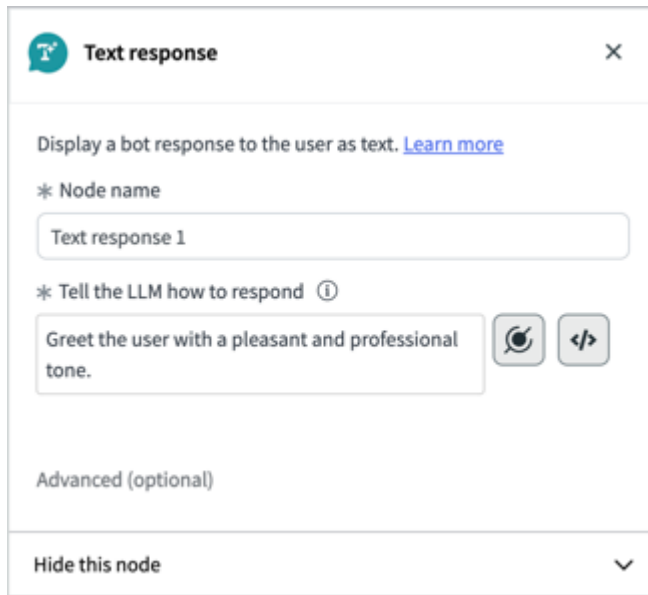 Text response
Display a bot response to the user as text. Learn more
* Node name
Text response 1
* Tell the LLM how to respond
Greet the user with a pleasant and professional
tone.
Advanced (optional)
Hide this node